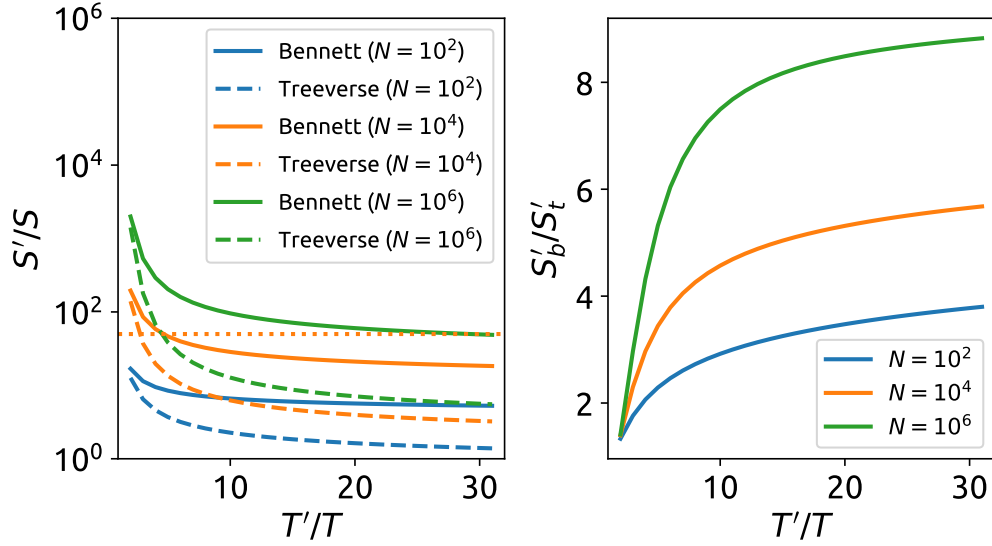 10^6
10^4
10^2
10^0
S′/S
Bennett (N = 10^2)
Treeverse (N = 10^2)
Bennett (N = 10^4)
Treeverse (N = 10^4)
Bennett (N = 10^6)
Treeverse (N = 10^6)
10
20
30
T′/T
8
6
4
2
S′_b/S′_t
N = 10^2
N = 10^4
N = 10^6
10
20
30
T′/T